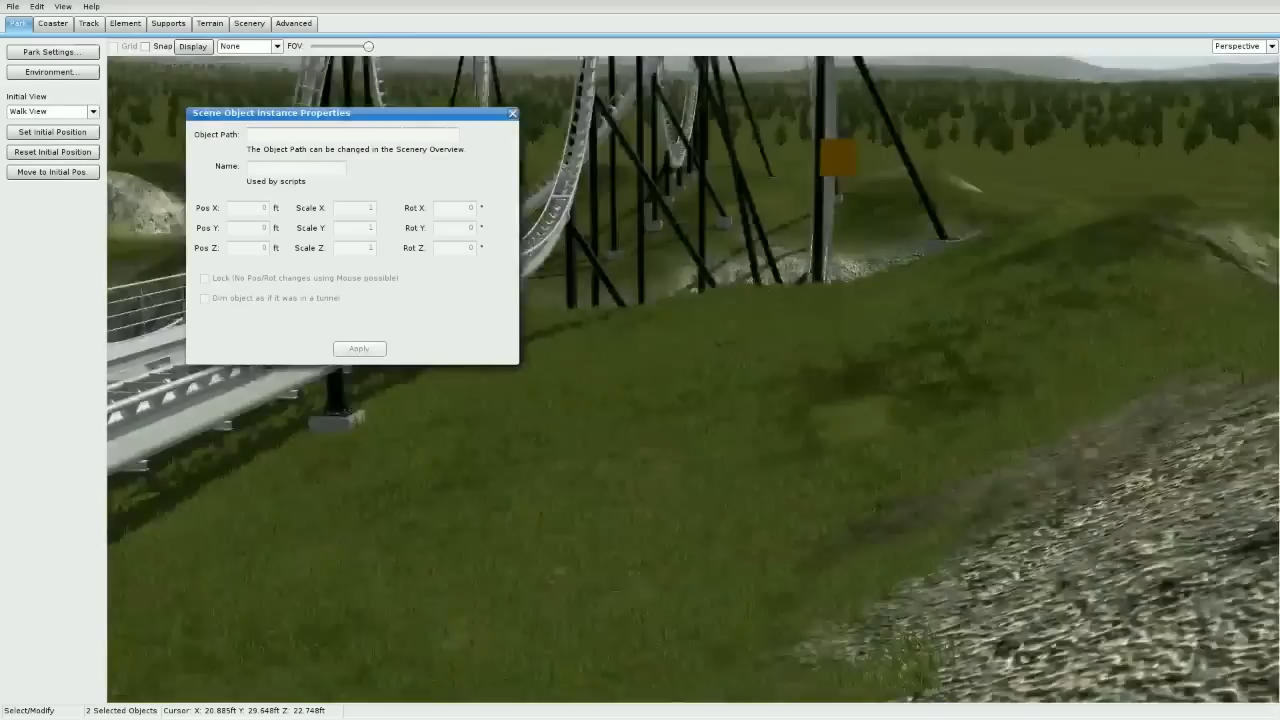 File Edit View Help
Park Coaster Track Element Supports Terrain Scenery Advanced
Grid Snap Display None FOV: Perspective
Park Settings...
Environment...
Initial View
Walk View
Set Initial Position
Reset Initial Position
Move to Initial Pos.
Scene Object Instance Properties
Object Path:
The Object Path can be changed in the Scenery Overview.
Name:
Used by scripts
Pos X: 0 ft Scale X: 1 Rot X: 0 °
Pos Y: 0 ft Scale Y: 1 Rot Y: 0 °
Pos Z: 0 ft Scale Z: 1 Rot Z: 0 °
Lock (No Pos/Rot changes using Mouse possible)
Dim object as if it was in a tunnel
Apply
Select/Modify 2 Selected Objects Cursor: X: 20.885ft Y: 29.648ft Z: 22.748ft